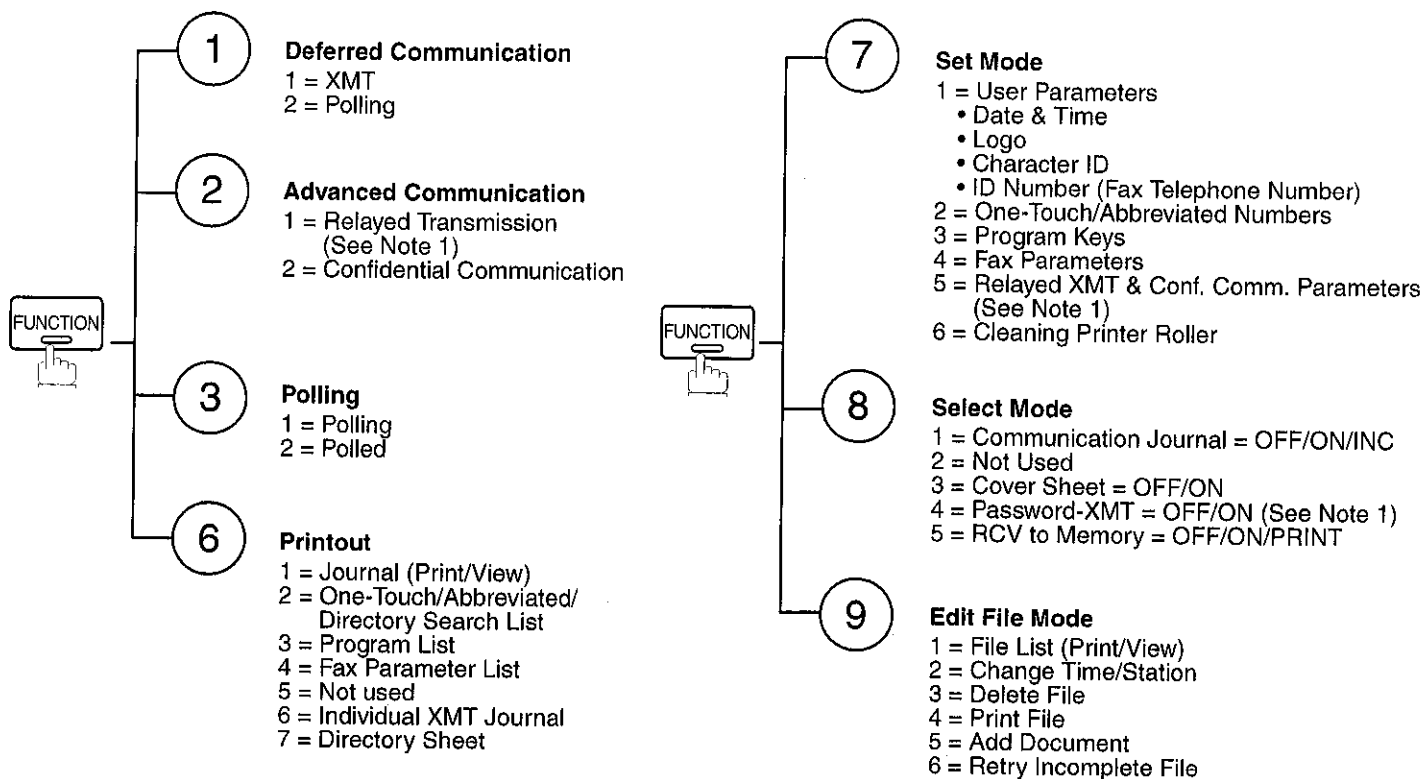 FUNCTION
1
Deferred Communication
1 = XMT
2 = Polling
2
Advanced Communication
1 = Relayed Transmission
(See Note 1)
2 = Confidential Communication
3
Polling
1 = Polling
2 = Polled
6
Printout
1 = Journal (Print/View)
2 = One-Touch/Abbreviated/
Directory Search List
3 = Program List
4 = Fax Parameter List
5 = Not used
6 = Individual XMT Journal
7 = Directory Sheet
FUNCTION
7
Set Mode
1 = User Parameters
• Date & Time
• Logo
• Character ID
• ID Number (Fax Telephone Number)
2 = One-Touch/Abbreviated Numbers
3 = Program Keys
4 = Fax Parameters
5 = Relayed XMT & Conf. Comm. Parameters
(See Note 1)
6 = Cleaning Printer Roller
8
Select Mode
1 = Communication Journal = OFF/ON/INC
2 = Not Used
3 = Cover Sheet = OFF/ON
4 = Password-XMT = OFF/ON (See Note 1)
5 = RCV to Memory = OFF/ON/PRINT
9
Edit File Mode
1 = File List (Print/View)
2 = Change Time/Station
3 = Delete File
4 = Print File
5 = Add Document
6 = Retry Incomplete File